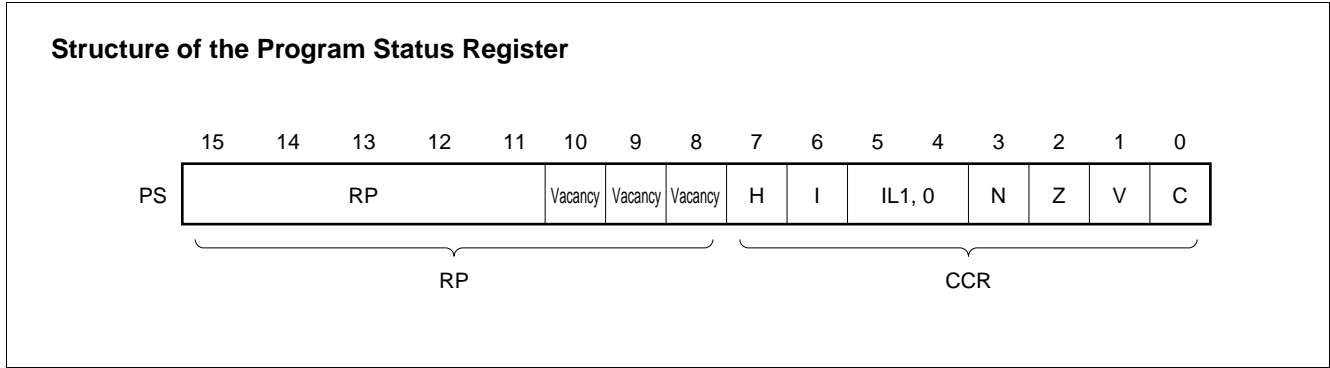 Structure of the Program Status Register
15 14 13 12 11 10 9 8 7 6 5 4 3 2 1 0
PS RP Vacancy Vacancy Vacancy H I IL1, 0 N Z V C
RP CCR